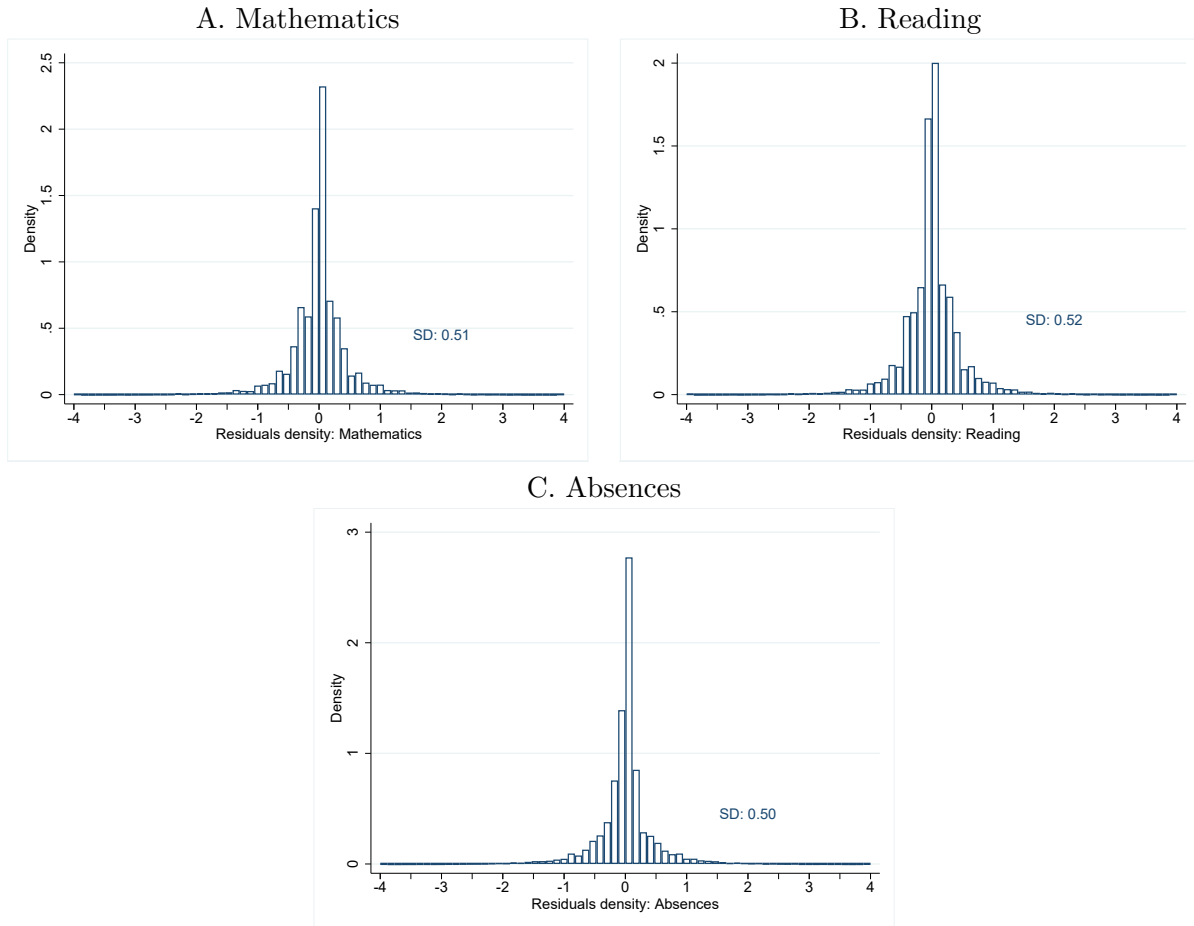 A. Mathematics
2.5
2
1.5
1
.5
0
Density
SD: 0.51
-4 -3 -2 -1 0 1 2 3 4
Residuals density: Mathematics
B. Reading
2
1.5
1
.5
0
Density
SD: 0.52
-4 -3 -2 -1 0 1 2 3 4
Residuals density: Reading
C. Absences
3
2
1
0
Density
SD: 0.50
-4 -3 -2 -1 0 1 2 3 4
Residuals density: Absences